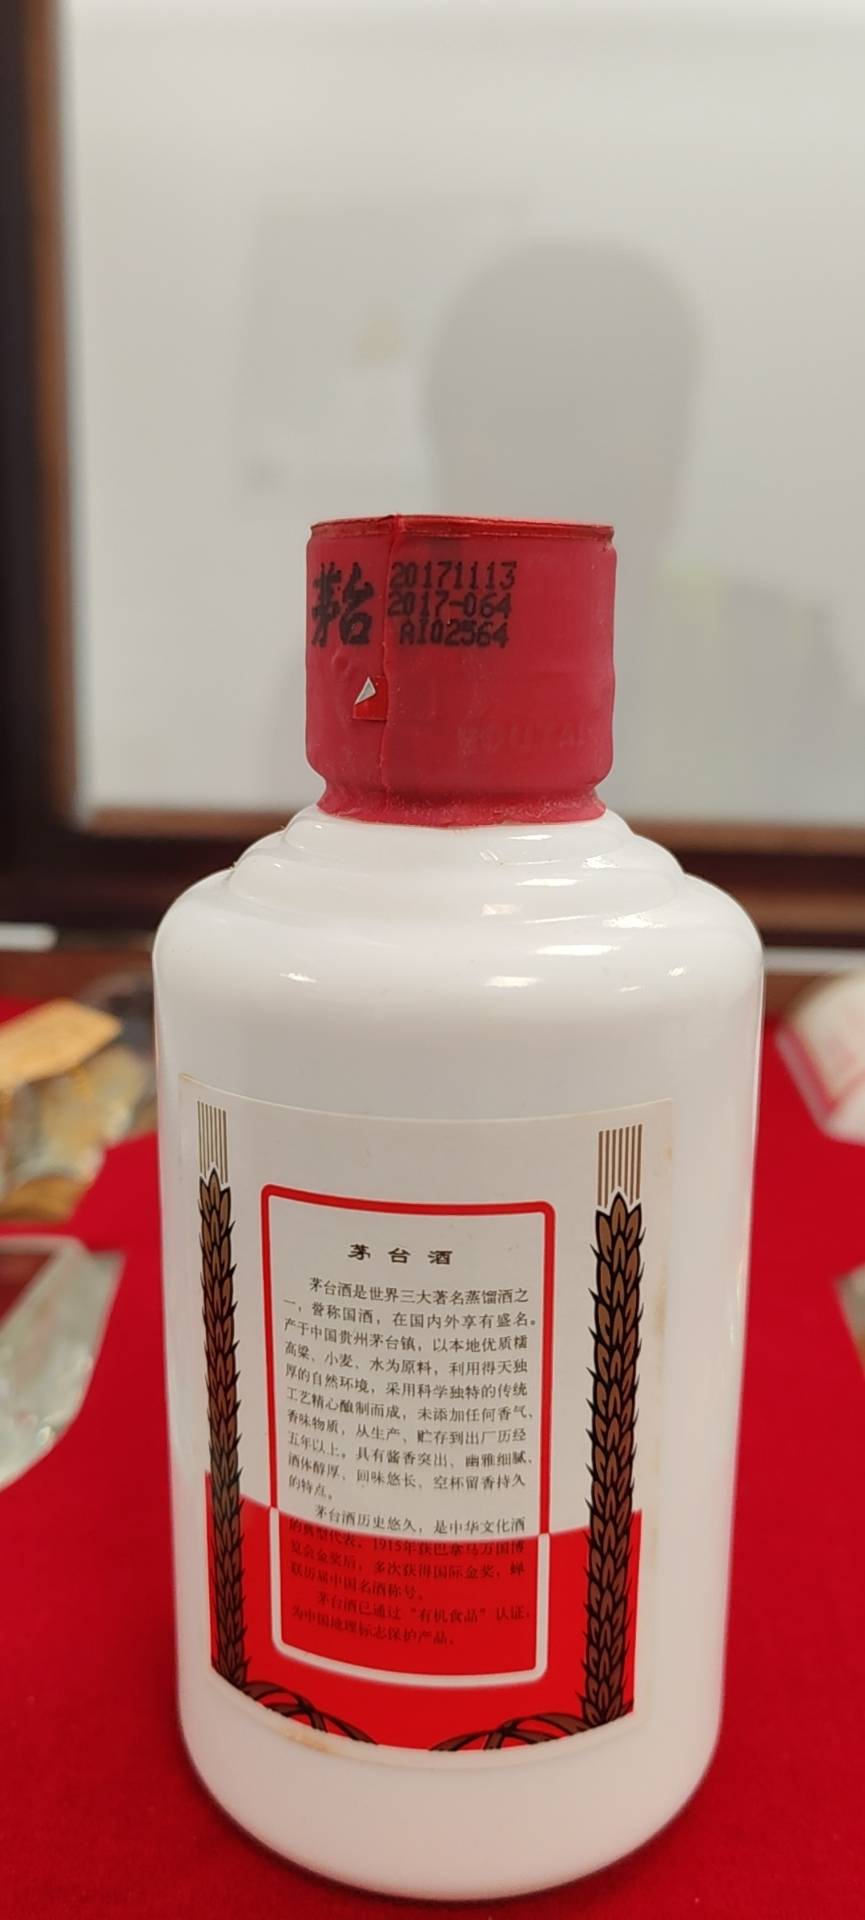 茅台
20171113
2017-064
AI02564
MOUTAI
茅台酒
茅台酒是世界三大著名蒸馏酒之
一，誉称国酒，在国内外享有盛名。
产于中国贵州茅台镇，以本地优质糯
高粱、小麦、水为原料，利用得天独
厚的自然环境，采用科学独特的传统
工艺精心酿制而成，未添加任何香气、
香味物质，从生产、贮存到出厂历经
五年以上。具有酱香突出、幽雅细腻、
酒体醇厚、回味悠长、空杯留香持久
的特点。
茅台酒历史悠久，是中华文化酒
的典型代表。1915年获巴拿马万国博
览会金奖后，多次获得国际金奖，蝉
联历届中国名酒称号。
茅台酒已通过“有机食品”认证，
为中国地理标志保护产品。